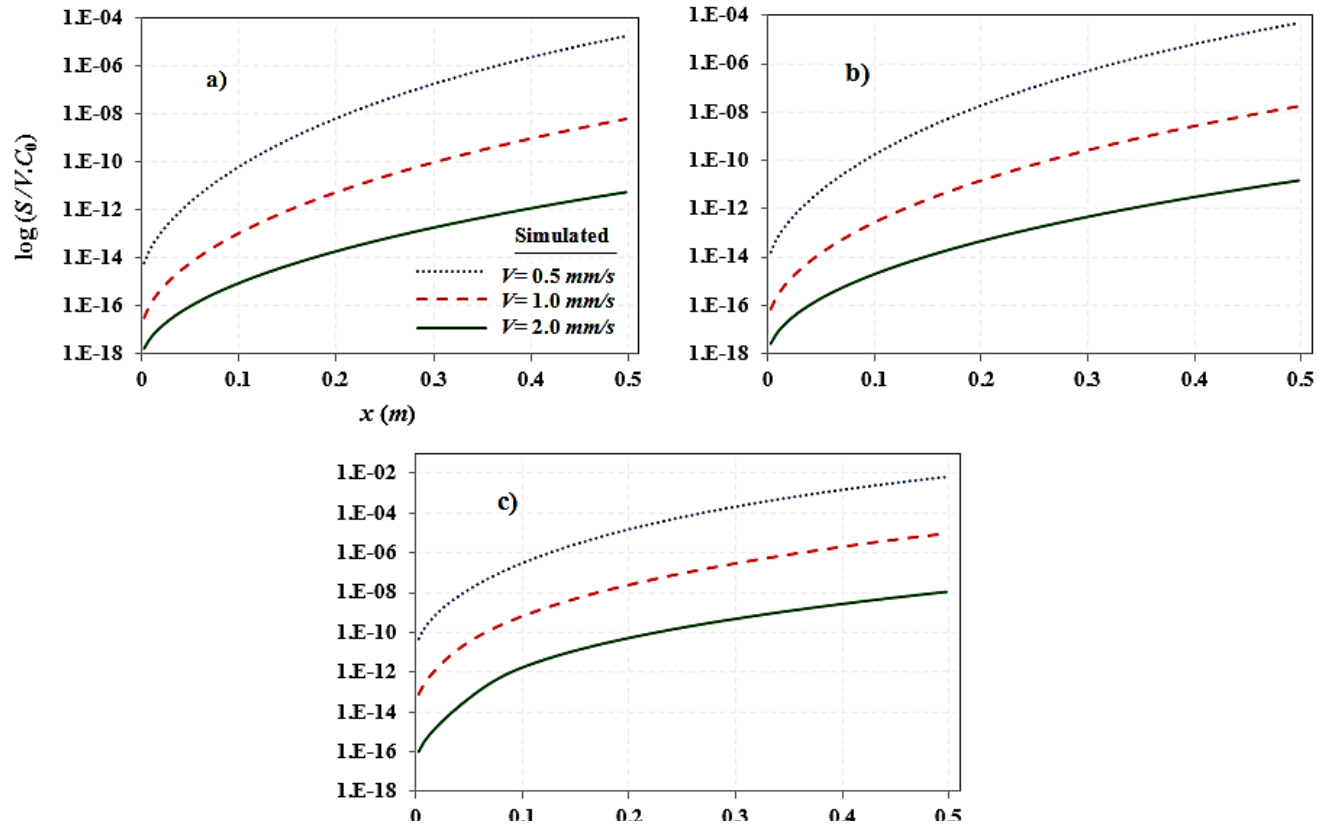 1.E-04
1.E-06
1.E-08
1.E-10
1.E-12
1.E-14
1.E-16
1.E-18
log (S/V.C0)
a)
Simulated
V= 0.5 mm/s
V= 1.0 mm/s
V= 2.0 mm/s
0 0.1 0.2 0.3 0.4 0.5
x (m)
1.E-04
1.E-06
1.E-08
1.E-10
1.E-12
1.E-14
1.E-16
1.E-18
b)
0 0.1 0.2 0.3 0.4 0.5
1.E-02
1.E-04
1.E-06
1.E-08
1.E-10
1.E-12
1.E-14
1.E-16
1.E-18
c)
0 0.1 0.2 0.3 0.4 0.5